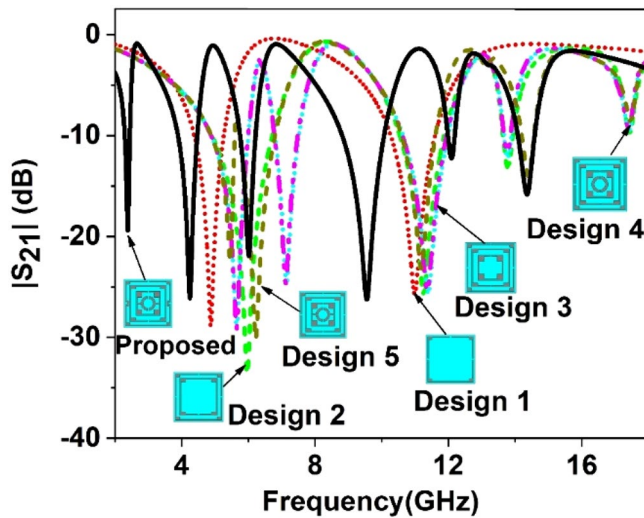 0
-10
-20
-30
-40
|S21| (dB)
Design 4
Design 3
Proposed
Design 5
Design 2
Design 1
4
8
12
16
Frequency(GHz)